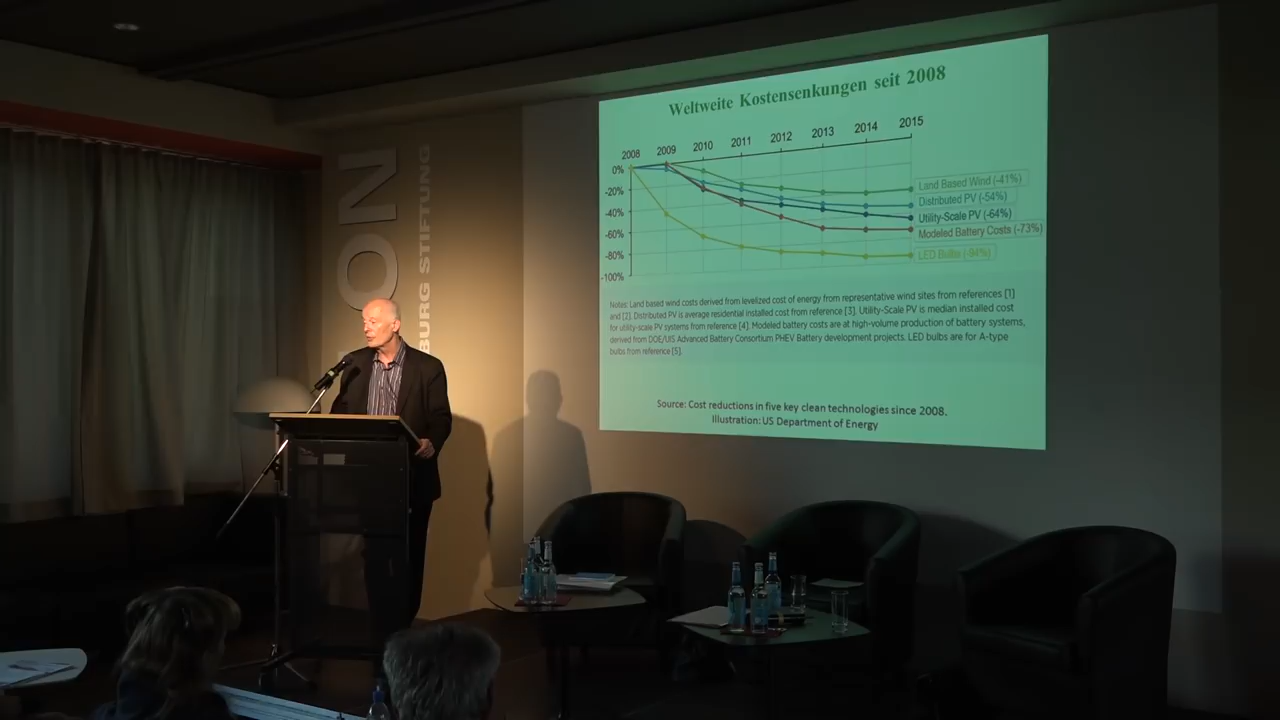 ON
BURG STIFTUNG
Weltweite Kostensenkungen seit 2008
2008 2009 2010 2011 2012 2013 2014 2015
0%
-20%
-40%
-60%
-80%
-100%
Land Based Wind (-41%)
Distributed PV (-54%)
Utility-Scale PV (-64%)
Modeled Battery Costs (-73%)
LED Bulbs (-94%)
Notes: Land based wind costs derived from levelized cost of energy from representative wind sites from references [1]
and [2]. Distributed PV is average residential installed cost from reference [3]. Utility-Scale PV is median installed cost
for utility-scale PV systems from reference [4]. Modeled battery costs are at high-volume production of battery systems,
derived from DOE/UIS Advanced Battery Consortium PHEV Battery development projects. LED bulbs are for A-type
bulbs from reference [5].
Source: Cost reductions in five key clean technologies since 2008.
Illustration: US Department of Energy